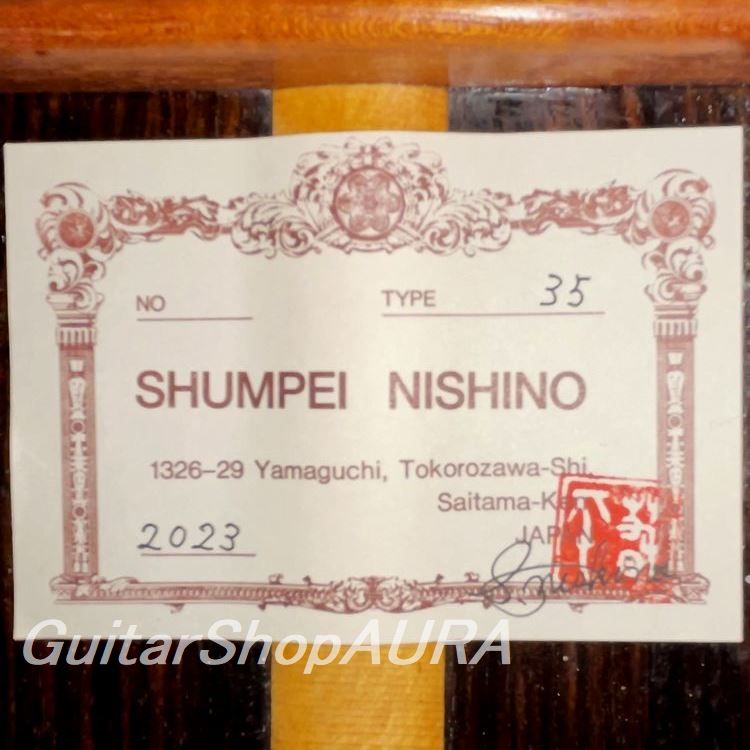 NO
TYPE 35
SHUMPEI NISHINO
1326-29 Yamaguchi, Tokorozawa-Shi,
Saitama-Ken
JAPAN
2023
GuitarShopAURA